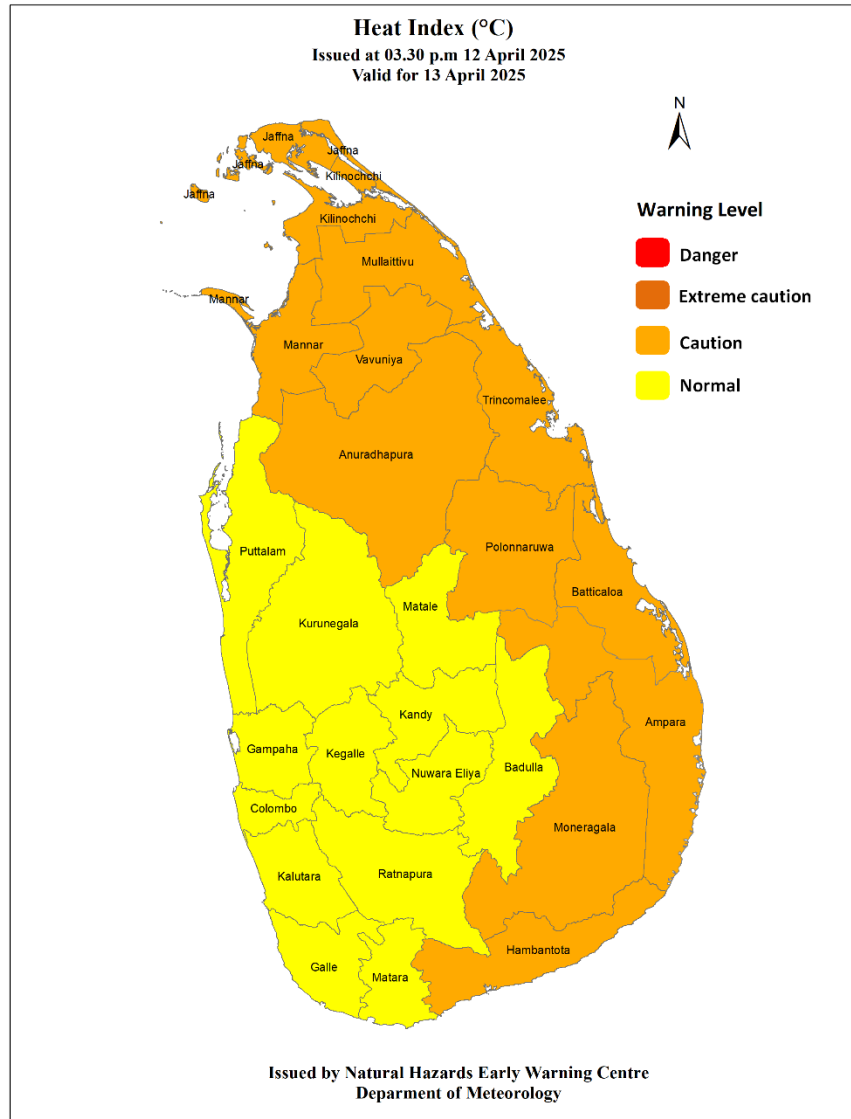 Heat Index (°C)
Issued at 03.30 p.m 12 April 2025
Valid for 13 April 2025
N
Jaffna
Jaffna
Jaffna
Kilinochchi
Jaffna
Kilinochchi
Mullaittivu
Mannar
Mannar
Vavuniya
Trincomalee
Anuradhapura
Polonnaruwa
Puttalam
Batticaloa
Matale
Kurunegala
Kandy
Ampara
Gampaha
Kegalle
Nuwara Eliya
Badulla
Colombo
Moneragala
Kalutara
Ratnapura
Hambantota
Galle
Matara
Warning Level
Danger
Extreme caution
Caution
Normal
Issued by Natural Hazards Early Warning Centre
Deparment of Meteorology